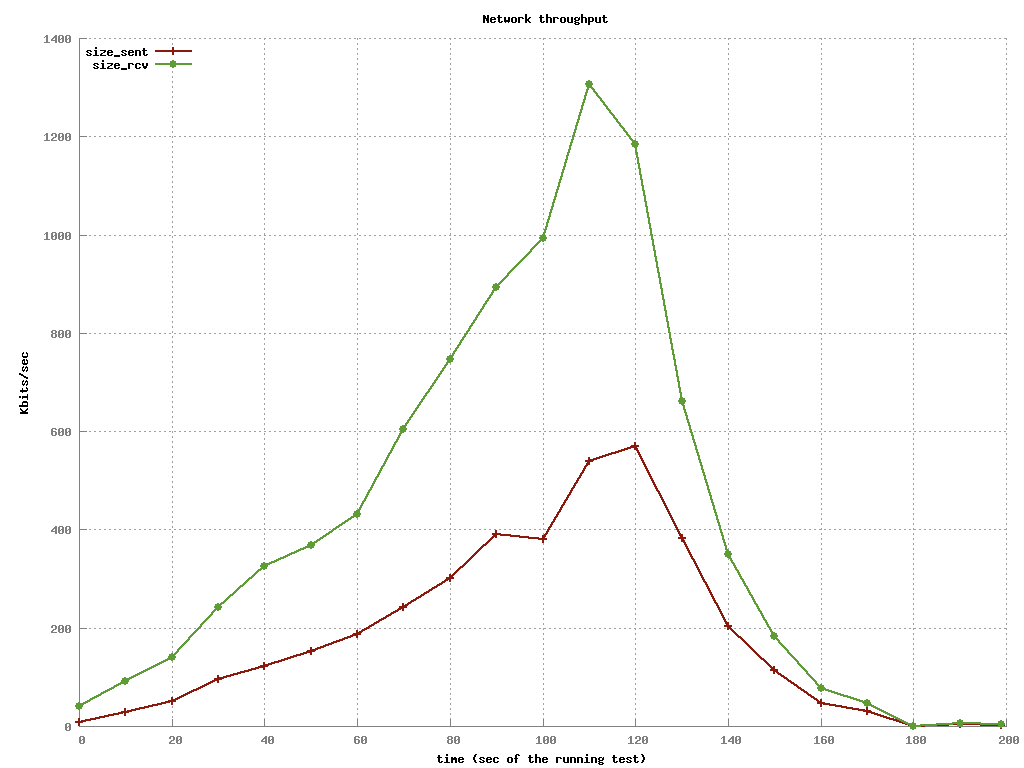 Network throughput
size_sent
size_rcv
1400
1200
1000
800
600
400
200
0
Kbits/sec
0 20 40 60 80 100 120 140 160 180 200
time (sec of the running test)